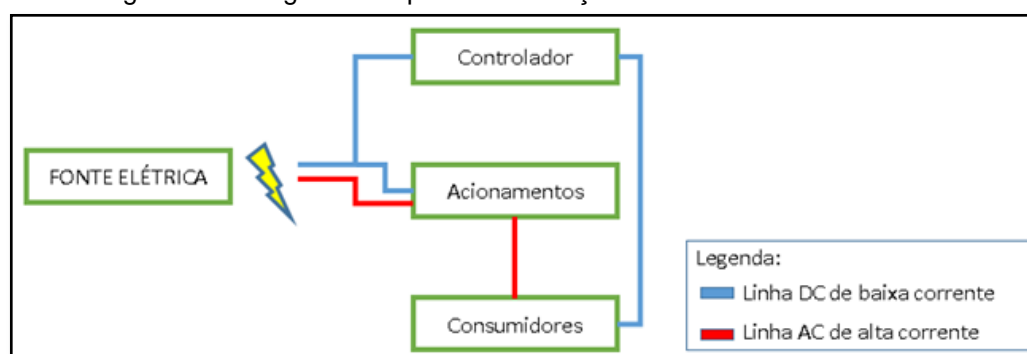 Controlador
FONTE ELÉTRICA
Acionamentos
Consumidores
Legenda:
Linha DC de baixa corrente
Linha AC de alta corrente